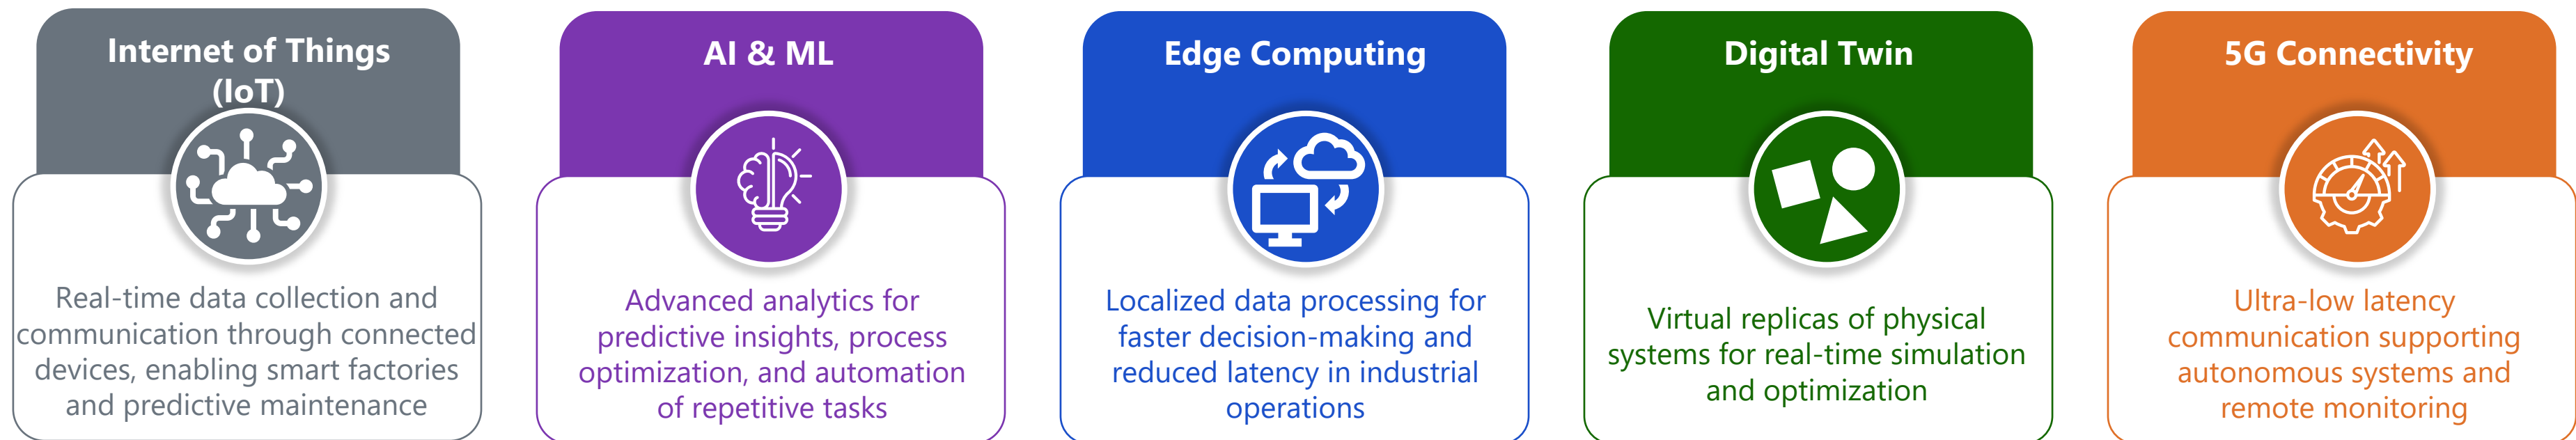 Internet of Things
(IoT)
Real-time data collection and
communication through connected
devices, enabling smart factories
and predictive maintenance
AI & ML
Advanced analytics for
predictive insights, process
optimization, and automation
of repetitive tasks
Edge Computing
Localized data processing for
faster decision-making and
reduced latency in industrial
operations
Digital Twin
Virtual replicas of physical
systems for real-time simulation
and optimization
5G Connectivity
Ultra-low latency
communication supporting
autonomous systems and
remote monitoring